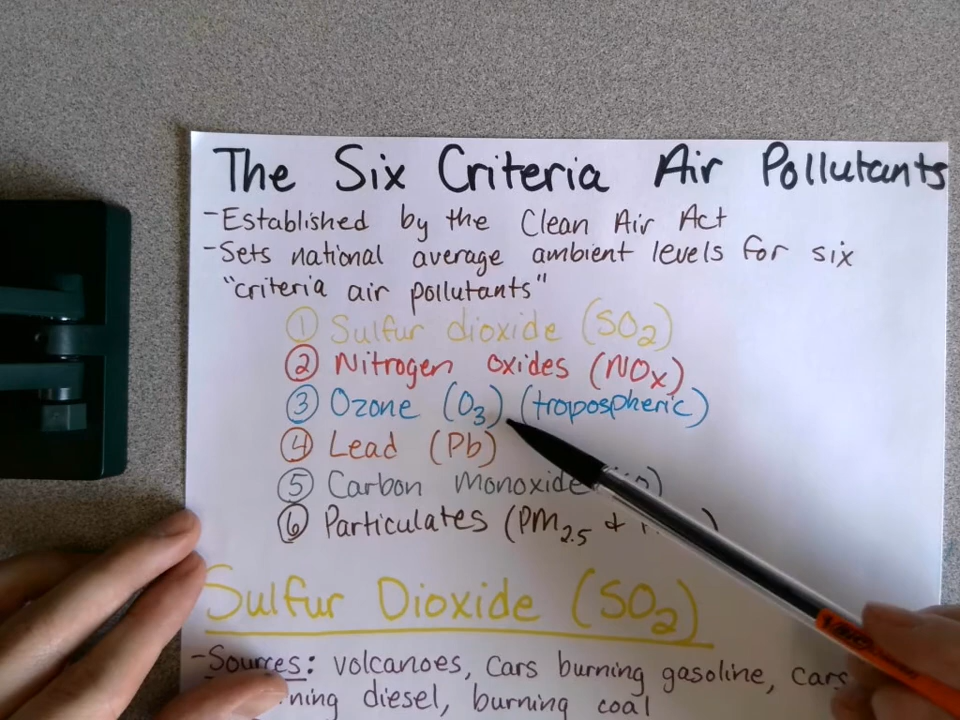 The Six Criteria Air Pollutants
-Established by the Clean Air Act
-Sets national average ambient levels for six
"criteria air pollutants"
① Sulfur dioxide (SO₂)
② Nitrogen oxides (NOx)
③ Ozone (O₃) (tropospheric)
④ Lead (Pb)
⑤ Carbon Monoxide
⑥ Particulates (PM₂.₅ +
Sulfur Dioxide (SO₂)
-Sources: volcanoes, cars burning gasoline, cars
diesel, burning coal